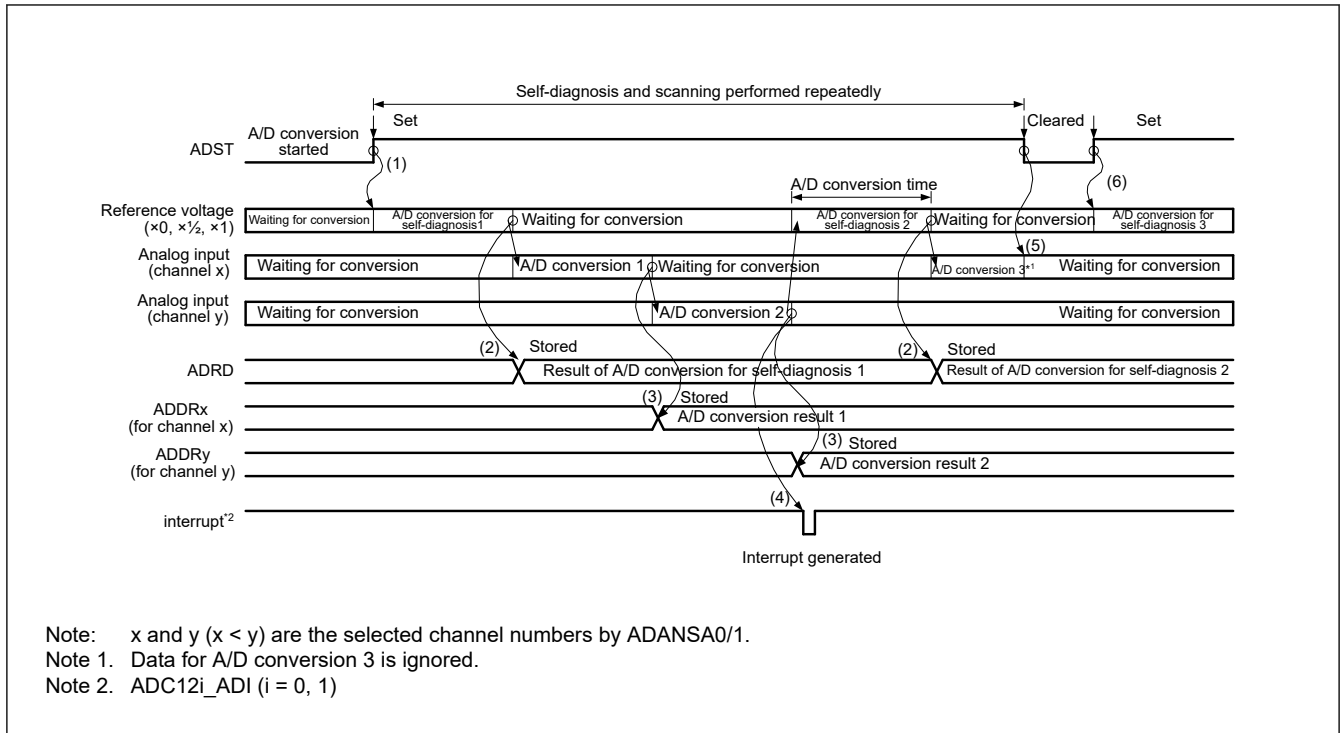 Self-diagnosis and scanning performed repeatedly
A/D conversion
started
Set
Cleared
Set
ADST
(1)
(6)
A/D conversion time
Reference voltage
(×0, ×½, ×1)
Waiting for conversion
A/D conversion for
self-diagnosis1
Waiting for conversion
A/D conversion for
self-diagnosis 2
Waiting for conversion
A/D conversion for
self-diagnosis 3
(5)
Analog input
(channel x)
Waiting for conversion
A/D conversion 1
Waiting for conversion
A/D conversion 3*1
Waiting for conversion
Analog input
(channel y)
Waiting for conversion
A/D conversion 2
Waiting for conversion
(2) Stored
(2) Stored
ADRD
Result of A/D conversion for self-diagnosis 1
Result of A/D conversion for self-diagnosis 2
(3) Stored
ADDRx
(for channel x)
A/D conversion result 1
(3) Stored
ADDRy
(for channel y)
A/D conversion result 2
(4)
interrupt*2
Interrupt generated
Note: x and y (x < y) are the selected channel numbers by ADANSA0/1.
Note 1. Data for A/D conversion 3 is ignored.
Note 2. ADC12i_ADI (i = 0, 1)